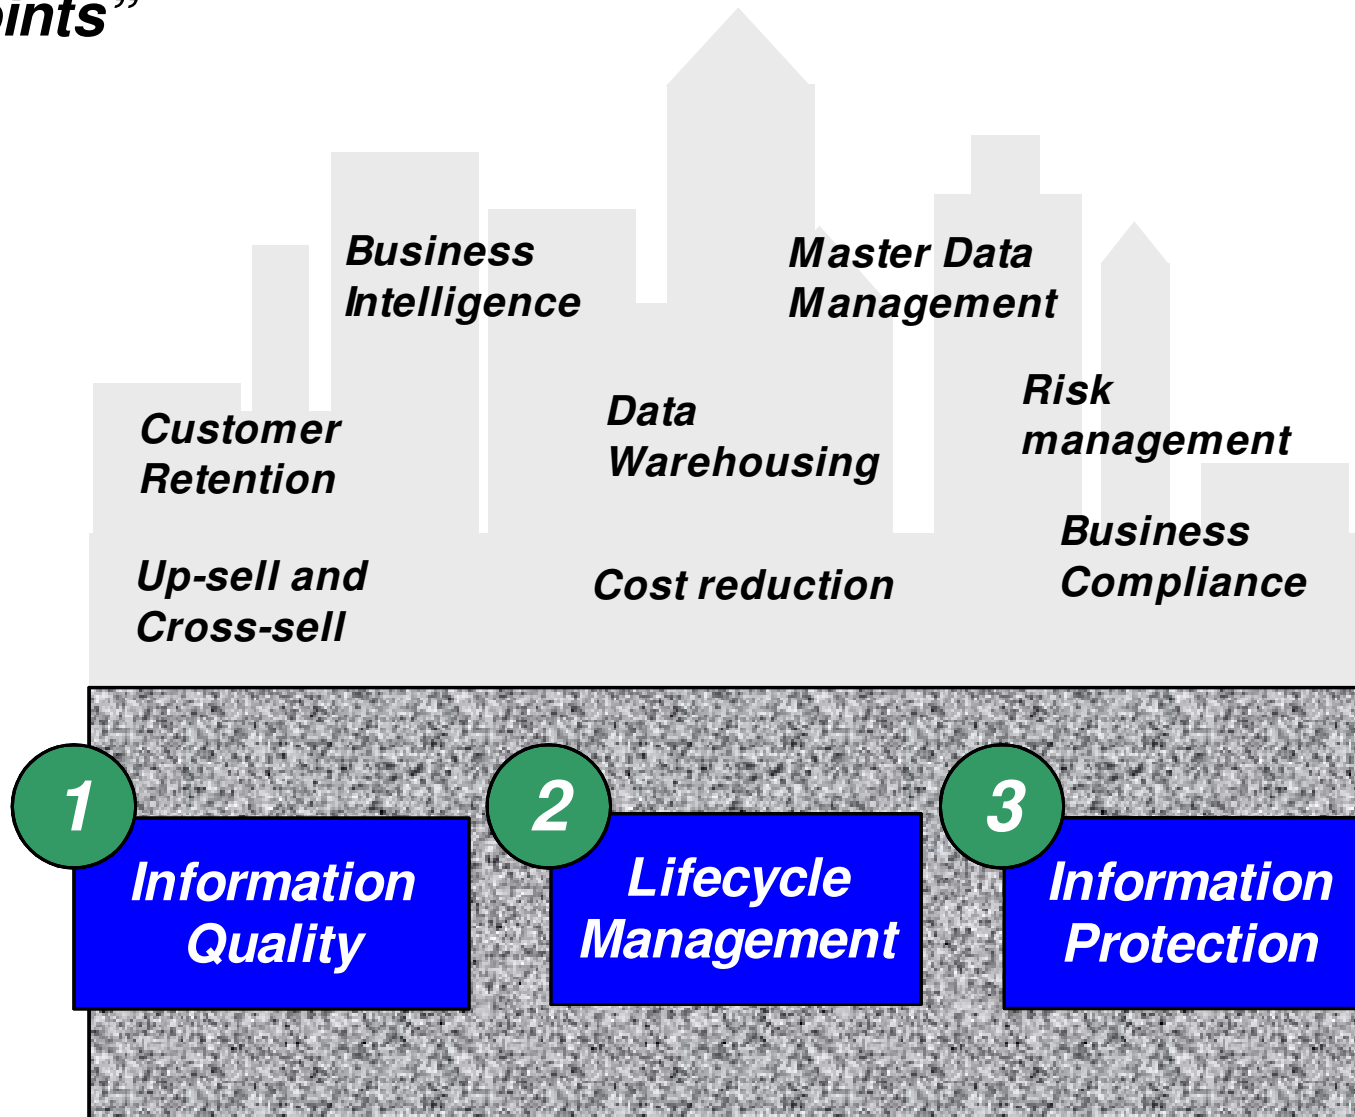 oints”
Business
Intelligence
Master Data
Management
Customer
Retention
Data
Warehousing
Risk
management
Up-sell and
Cross-sell
Cost reduction
Business
Compliance
1
Information
Quality
2
Lifecycle
Management
3
Information
Protection